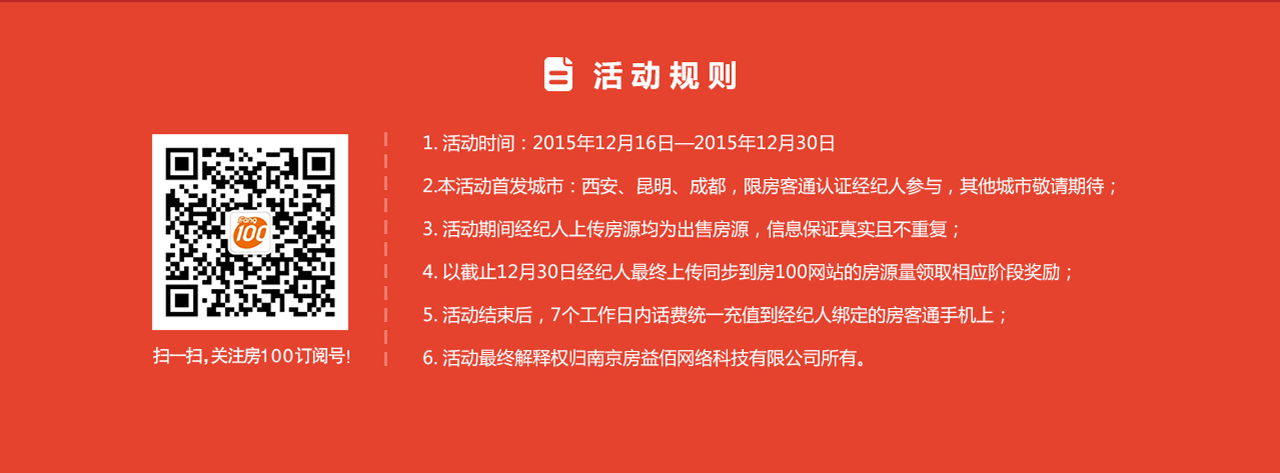 活动规则
1. 活动时间：2015年12月16日—2015年12月30日
2.本活动首发城市：西安、昆明、成都，限房客通认证经纪人参与，其他城市敬请期待；
3. 活动期间经纪人上传房源均为出售房源，信息保证真实且不重复；
4. 以截止12月30日经纪人最终上传同步到房100网站的房源量领取相应阶段奖励；
5. 活动结束后，7个工作日内话费统一充值到经纪人绑定的房客通手机上；
6. 活动最终解释权归南京房益佰网络科技有限公司所有。
Fang
100
扫一扫,关注房100订阅号!